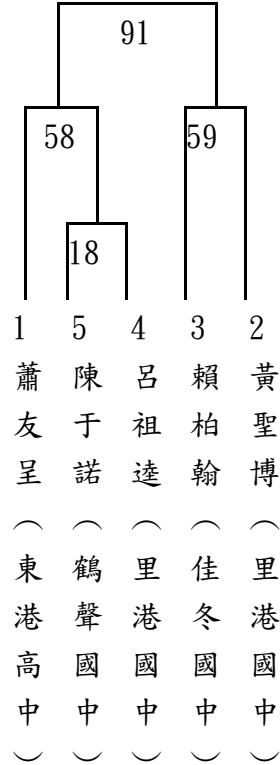 91
58
59
18
1
蕭友呈（東港高中）
5
陳于諾（鶴聲國中）
4
呂祖逵（里港國中）
3
賴柏翰（佳冬國中）
2
黃聖博（里港國中）